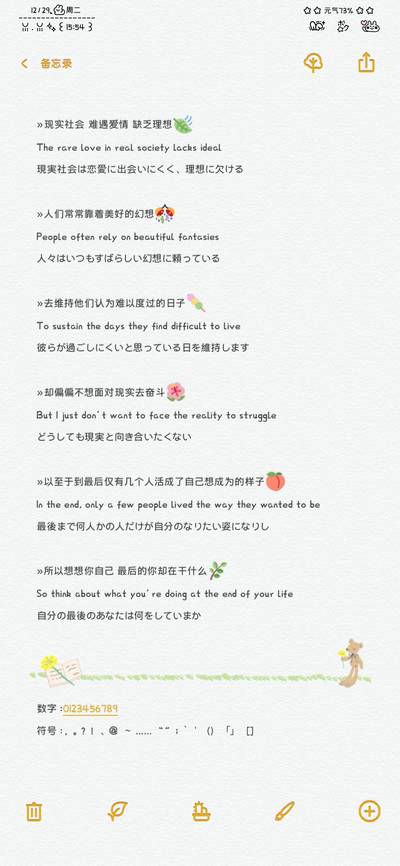 12/29 周二
元气73%
15:54
备忘录
»现实社会 难遇爱情 缺乏理想
The rare love in real society lacks ideal
現実社会は恋愛に出会いにくく、理想に欠ける
»人们常常靠着美好的幻想
People often rely on beautiful fantasies
人々はいつもすばらしい幻想に頼っている
»去维持他们认为难以度过的日子
To sustain the days they find difficult to live
彼らが過ごしにくいと思っている日を維持します
»却偏偏不想面对现实去奋斗
But I just don't want to face the reality to struggle
どうしても現実と向き合いたくない
»以至于到最后仅有几个人活成了自己想成为的样子
In the end, only a few people lived the way they wanted to be
最後まで何人かの人だけが自分のなりたい姿になりし
»所以想想你自己 最后的你却在干什么
So think about what you're doing at the end of your life
自分の最後のあなたは何をしていまか
数字:0123456789
符号:，。？！、@ ~ …… “” ；` ' （）「」 []